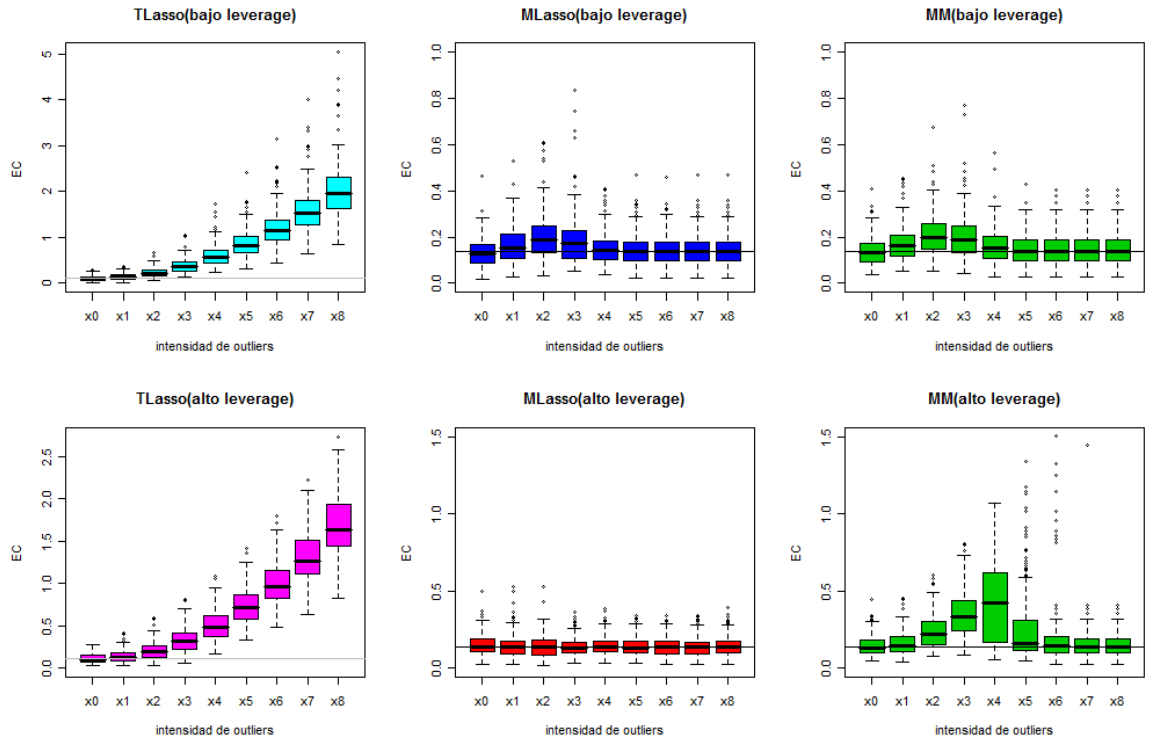 TLasso(bajo leverage)
EC
0 1 2 3 4 5
x0 x1 x2 x3 x4 x5 x6 x7 x8
intensidad de outliers
MLasso(bajo leverage)
EC
0.0 0.2 0.4 0.6 0.8 1.0
x0 x1 x2 x3 x4 x5 x6 x7 x8
intensidad de outliers
MM(bajo leverage)
EC
0.0 0.2 0.4 0.6 0.8 1.0
x0 x1 x2 x3 x4 x5 x6 x7 x8
intensidad de outliers
TLasso(alto leverage)
EC
0.0 0.5 1.0 1.5 2.0 2.5
x0 x1 x2 x3 x4 x5 x6 x7 x8
intensidad de outliers
MLasso(alto leverage)
EC
0.0 0.5 1.0 1.5
x0 x1 x2 x3 x4 x5 x6 x7 x8
intensidad de outliers
MM(alto leverage)
EC
0.0 0.5 1.0 1.5
x0 x1 x2 x3 x4 x5 x6 x7 x8
intensidad de outliers